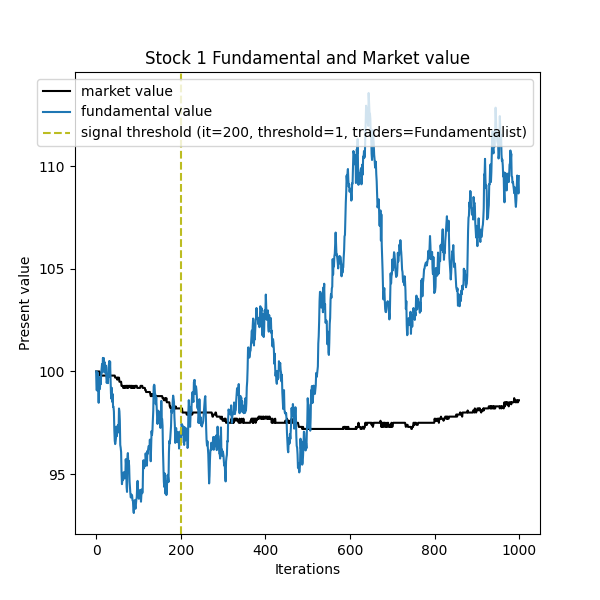 Stock 1 Fundamental and Market value
market value
fundamental value
signal threshold (it=200, threshold=1, traders=Fundamentalist)
110
105
100
95
Present value
0 200 400 600 800 1000
Iterations